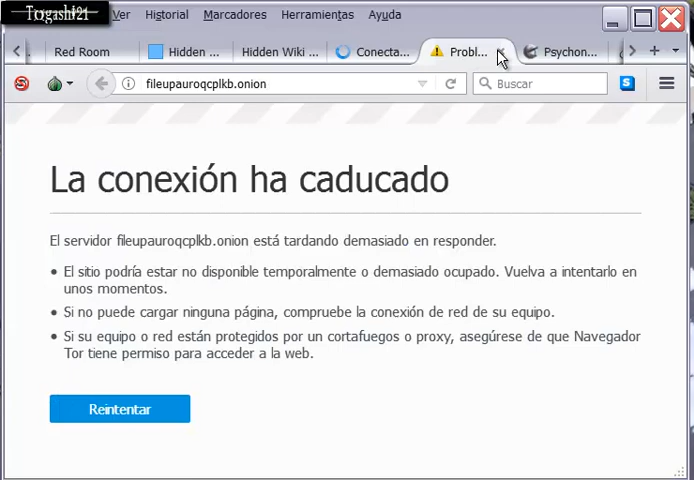 Togashi21
Ver Historial Marcadores Herramientas Ayuda
Red Room Hidden ... Hidden Wiki ... Conecta... Probl... Psychon...
fileupauroqcplkb.onion Buscar
La conexión ha caducado
El servidor fileupauroqcplkb.onion está tardando demasiado en responder.
• El sitio podría estar no disponible temporalmente o demasiado ocupado. Vuelva a intentarlo en
unos momentos.
• Si no puede cargar ninguna página, compruebe la conexión de red de su equipo.
• Si su equipo o red están protegidos por un cortafuegos o proxy, asegúrese de que Navegador
Tor tiene permiso para acceder a la web.
Reintentar